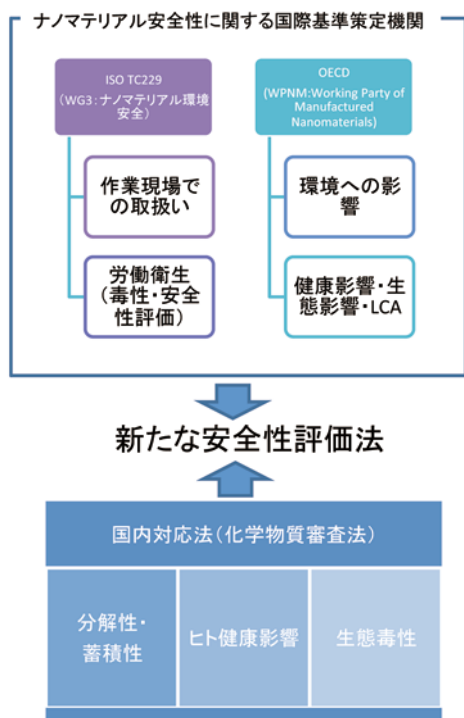 ナノマテリアル安全性に関する国際基準策定機関
ISO TC229
(WG3:ナノマテリアル環境
安全)
作業現場で
の取扱い
労働衛生
(毒性・安全
性評価)
OECD
(WPNM:Working Party of
Manufactured
Nanomaterials)
環境への影
響
健康影響・生
態影響・LCA
新たな安全性評価法
国内対応法(化学物質審査法)
分解性・
蓄積性
ヒト健康影響
生態毒性